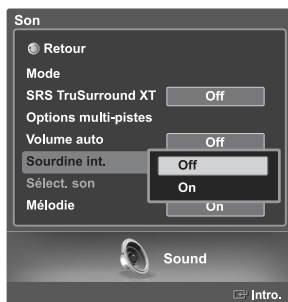 Son
Retour
Mode
SRS TruSurround XT Off
Options multi-pistes
Volume auto Off
Sourdine int. Off
On
Sélect. son
Mélodie On
Sound
Intro.